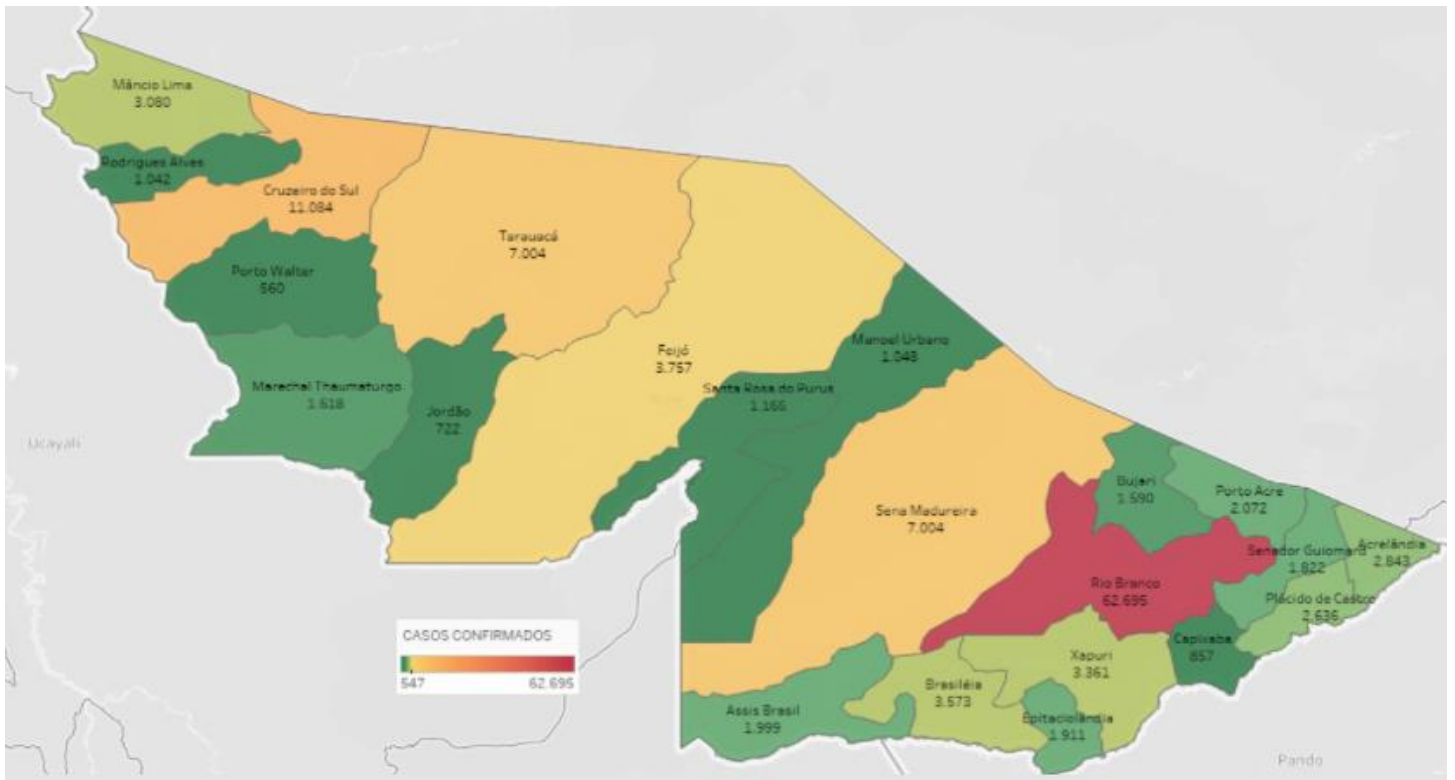 Mâncio Lima
3.080
Rodrigues Alves
1.042
Cruzeiro do Sul
11.084
Tarauacá
7.004
Porto Walter
560
Feijó
3.757
Manoel Urbano
1.043
Marechal Thaumaturgo
1.618
Santa Rosa do Purus
1.166
Jordão
722
Ucayali
Sena Madureira
7.004
Bujari
1.590
Porto Acre
2.072
Senador Guiomard
1.822
Acrelândia
2.843
Rio Branco
62.695
Plácido de Castro
2.636
CASOS CONFIRMADOS
547
62.695
Capixaba
857
Xapuri
3.361
Brasiléia
3.573
Assis Brasil
1.999
Epitaciolândia
1.911
Pando